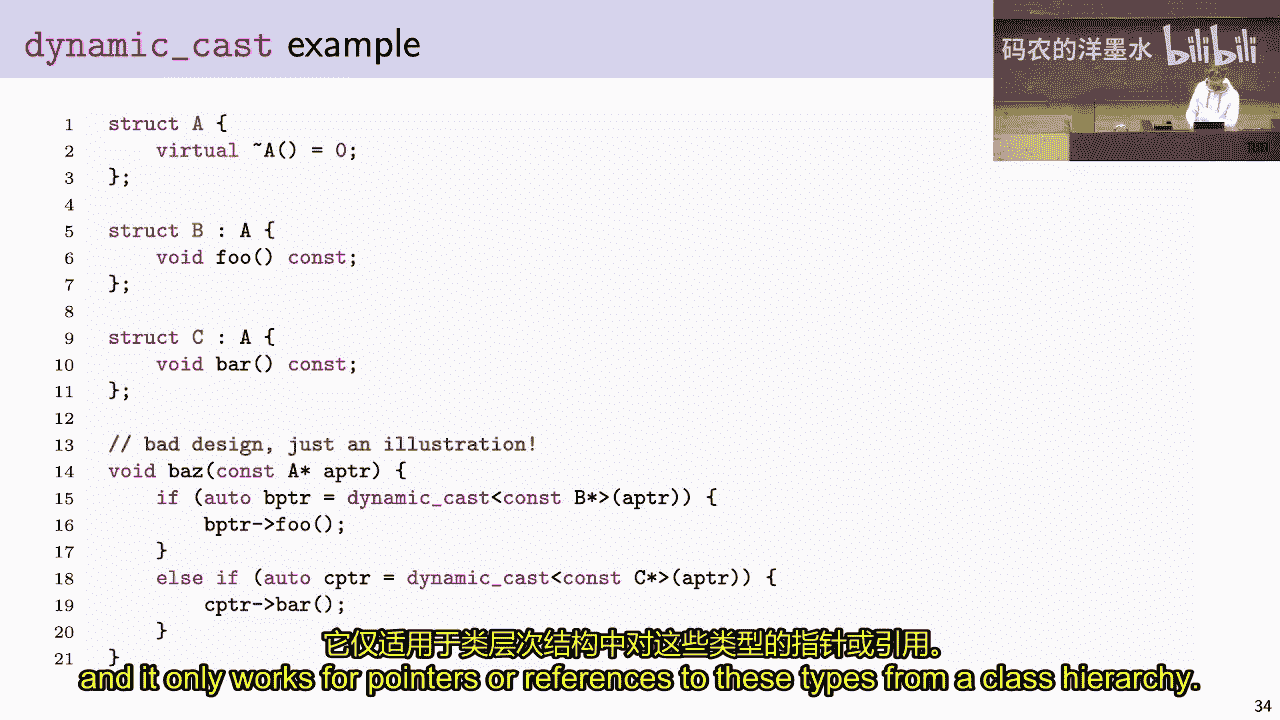 dynamic_cast example
码农的洋墨水 bilibili
1 struct A {
2 virtual ~A() = 0;
3 };
4
5 struct B : A {
6 void foo() const;
7 };
8
9 struct C : A {
10 void bar() const;
11 };
12
13 // bad design, just an illustration!
14 void baz(const A* aptr) {
15 if (auto bptr = dynamic_cast<const B*>(aptr)) {
16 bptr->foo();
17 }
18 else if (auto cptr = dynamic_cast<const C*>(aptr)) {
19 cptr->bar();
20 }
21 }
它仅适用于类层次结构中对这些类型的指针或引用。
and it only works for pointers or references to these types from a class hierarchy.
34